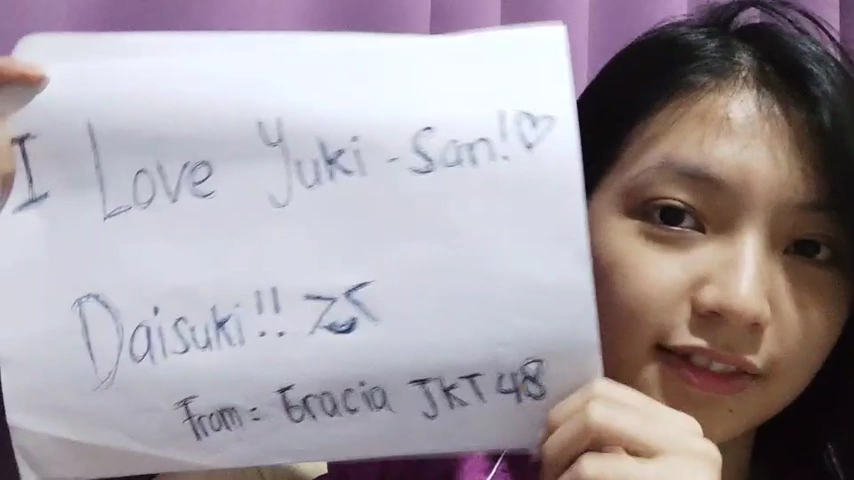 I Love Yuki-San!♡
Daisuki!!
From = Gracia JKT48